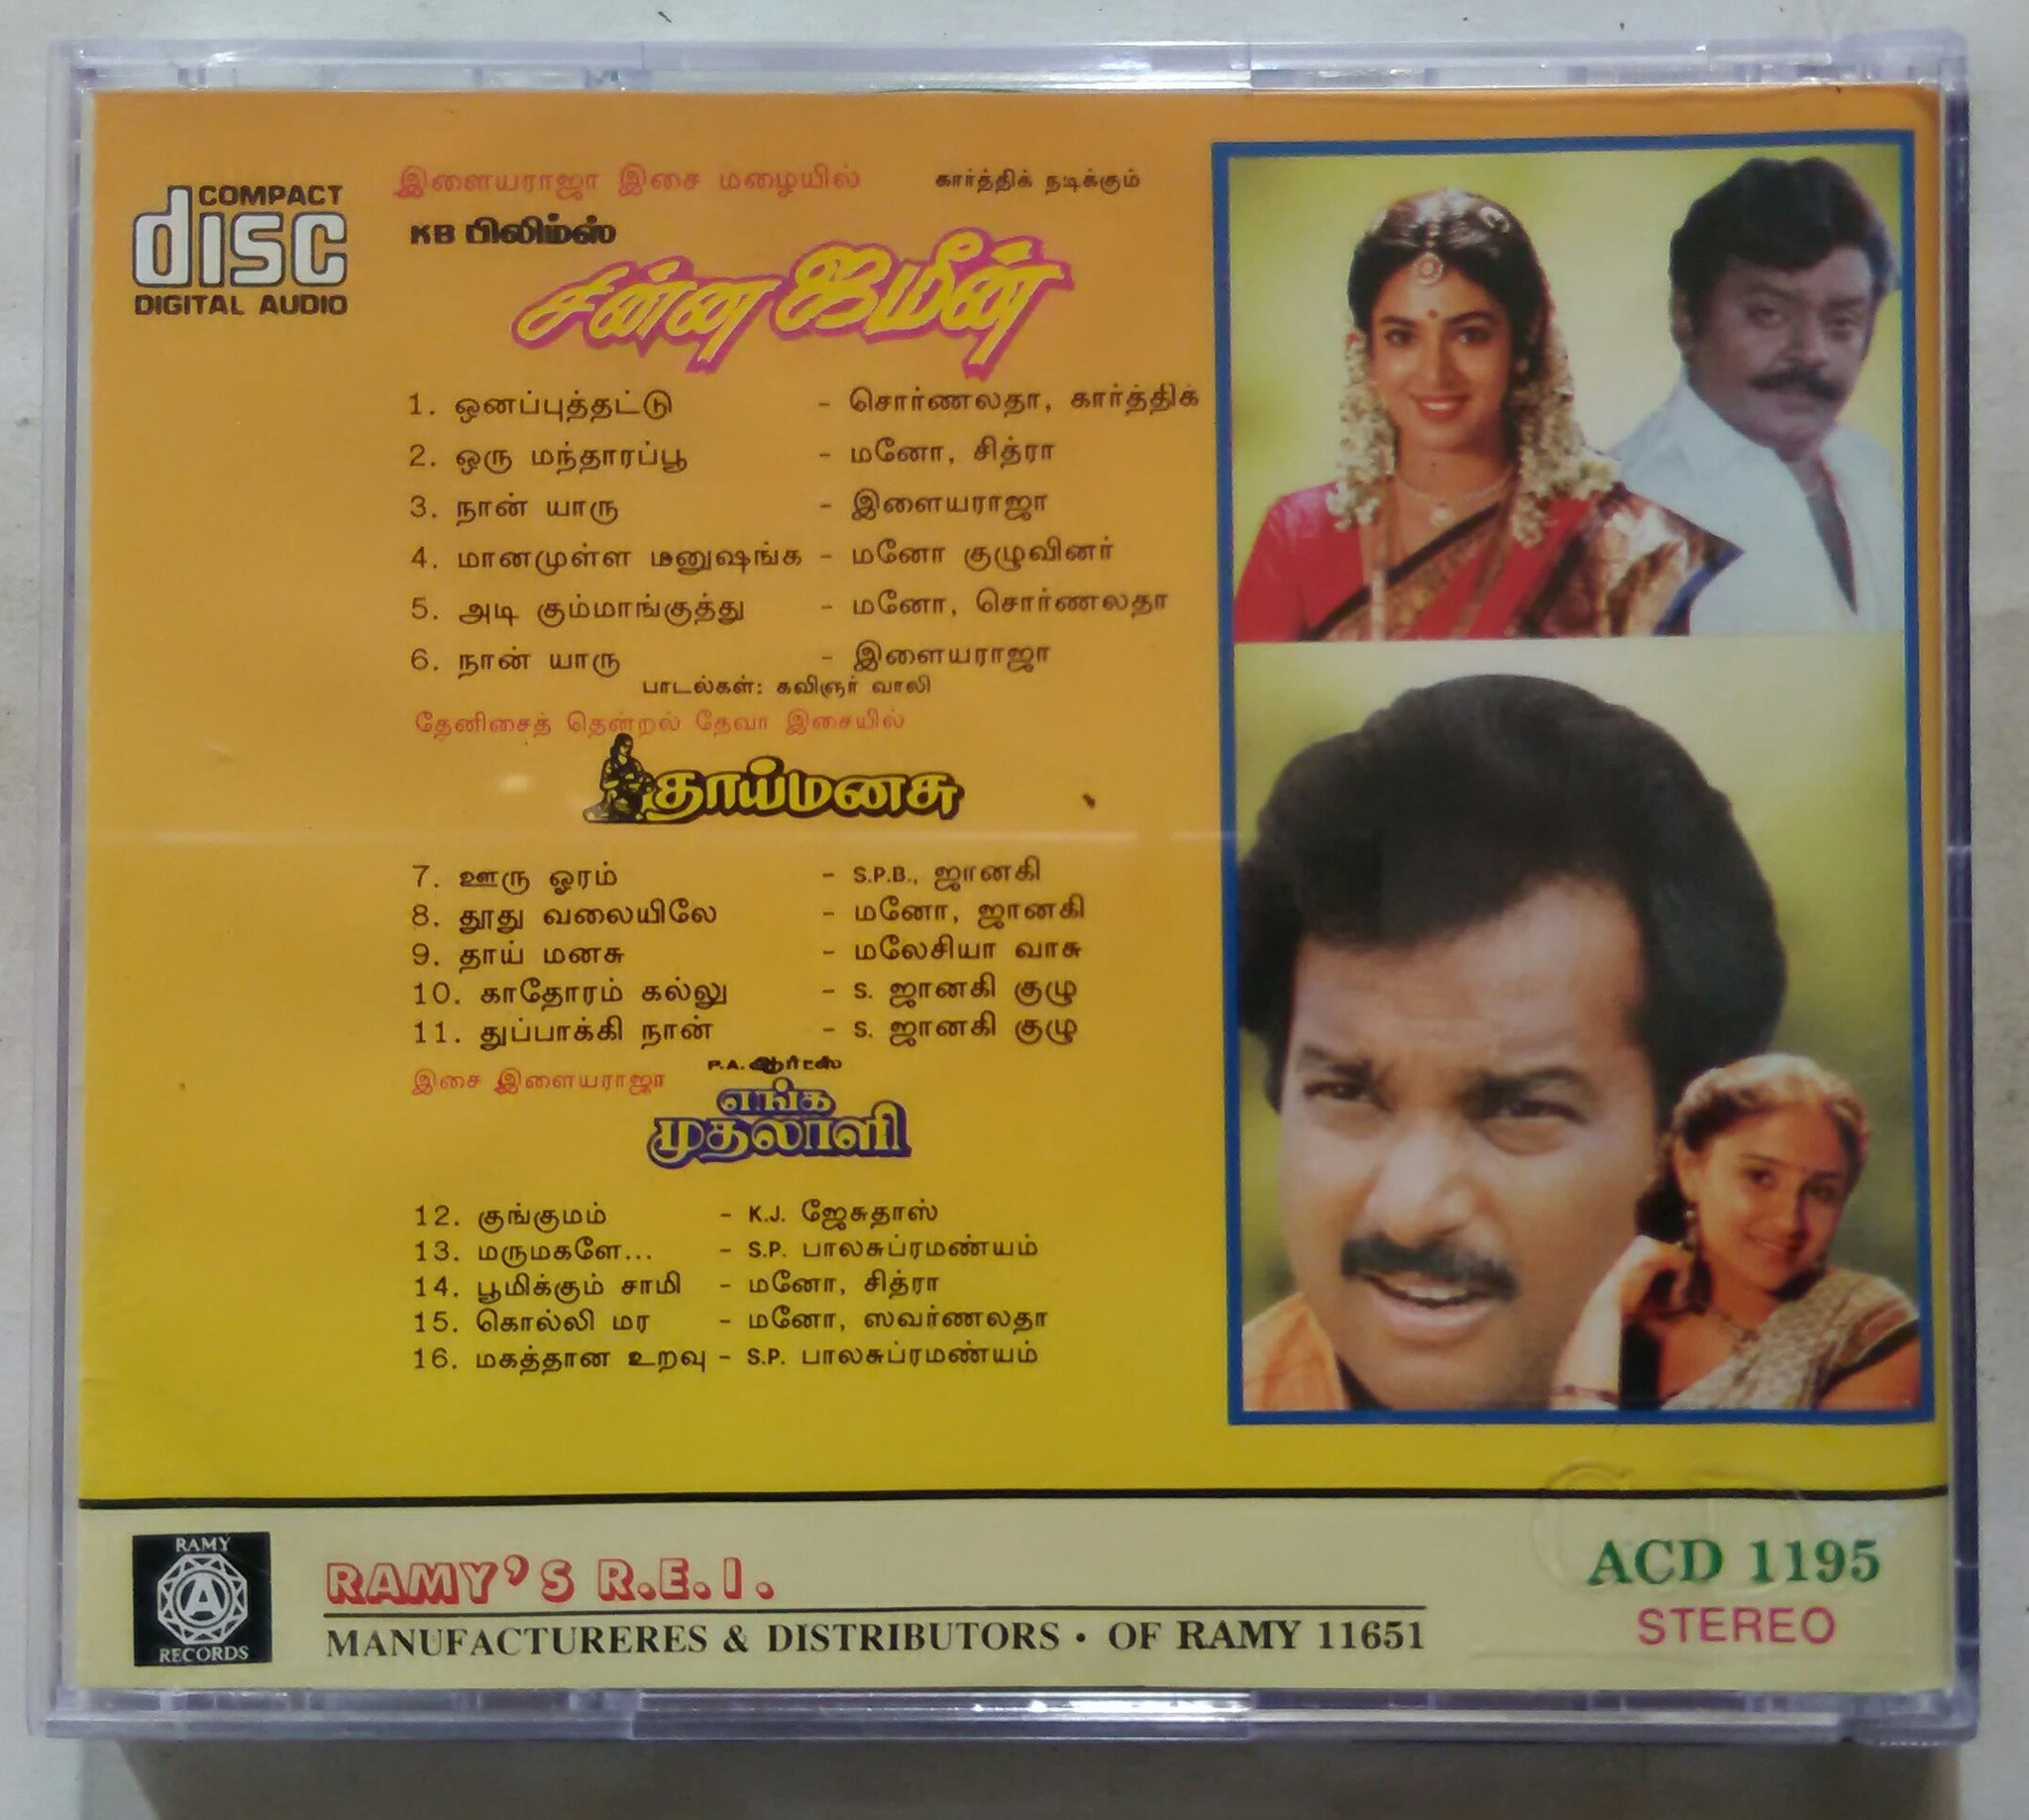 COMPACT
disc
DIGITAL AUDIO
இளையராஜா இசை மழையில் கார்த்திக் நடிக்கும்
KB பிலிம்ஸ்
சின்ன ஜமீன்
1. ஒனப்புத்தட்டு - சொர்ணலதா, கார்த்திக்
2. ஒரு மந்தாரப்பூ - மனோ, சித்ரா
3. நான் யாரு - இளையராஜா
4. மானமுள்ள மனுஷங்க - மனோ குழுவினர்
5. அடி கும்மாங்குத்து - மனோ, சொர்ணலதா
6. நான் யாரு - இளையராஜா
பாடல்கள்: கவிஞர் வாலி
தேனிசைத் தென்றல் தேவா இசையில்
தாய்மனசு
7. ஊரு ஓரம் - S.P.B., ஜானகி
8. தூது வலையிலே - மனோ, ஜானகி
9. தாய் மனசு - மலேசியா வாசு
10. காதோரம் கல்லு - S. ஜானகி குழு
11. துப்பாக்கி நான் - S. ஜானகி குழு
இசை இளையராஜா P.A. ஆர்ட்ஸ்
எங்க
முதலாளி
12. குங்குமம் - K.J. ஜேசுதாஸ்
13. மருமகளே... - S.P. பாலசுப்ரமண்யம்
14. பூமிக்கும் சாமி - மனோ, சித்ரா
15. கொல்லி மர - மனோ, ஸவர்ணலதா
16. மகத்தான உறவு - S.P. பாலசுப்ரமண்யம்
RAMY
A
RECORDS
RAMY'S R.E.I.
MANUFACTURERES & DISTRIBUTORS • OF RAMY 11651
ACD 1195
STEREO